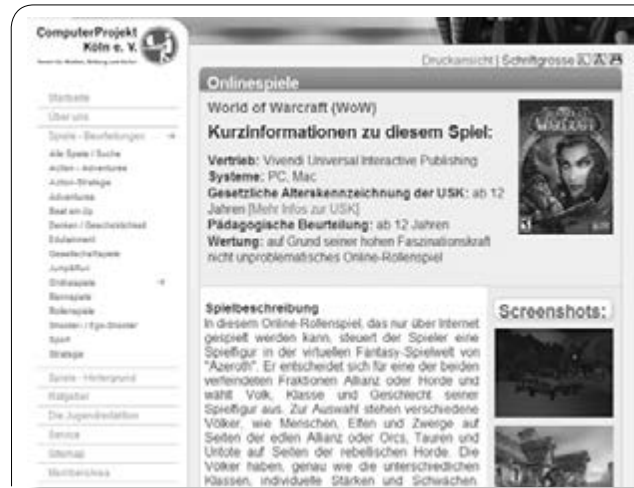 ComputerProjekt
Köln e. V.
Druckansicht | Schriftgrosse
Onlinespiele
World of Warcraft (WoW)
Kurzinformationen zu diesem Spiel:
Vertrieb: Vivendi Universal Interactive Publishing
Systeme: PC, Mac
Gesetzliche Alterskennzeichnung der USK: ab 12
Jahren [Mehr Infos zur USK]
Pädagogische Beurteilung: ab 12 Jahren
Wertung: auf Grund seiner hohen Faszinationskraft
nicht unproblematisches Online-Rollenspiel
Startseite
Über uns
Spiele - Beurteilungen
Alle Spiele / Suche
Action - Adventures
Action-Strategie
Adventures
Beat em Up
Denken / Geschicklichkeit
Edutainment
Gesellschaftsspiele
Jump&Run
Onlinespiele
Rennspiele
Rollenspiele
Shooter- / Ego-Shooter
Sport
Strategie
Spiele - Hintergrund
Ratgeber
Die Jugendredaktion
Service
Sitemap
Memberarea
Spielbeschreibung
In diesem Online-Rollenspiel, das nur über Internet
gespielt werden kann, steuert der Spieler eine
Spielfigur in der virtuellen Fantasy-Spielwelt von
"Azeroth". Er entscheidet sich für eine der beiden
verfeindeten Fraktionen Allianz oder Horde und
wählt Volk, Klasse und Geschlecht seiner
Spielfigur aus. Zur Auswahl stehen verschiedene
Völker, wie Menschen, Elfen und Zwerge auf
Seiten der edlen Allianz oder Orcs, Tauren und
Untote auf Seiten der rebellischen Horde. Die
Völker haben, genau wie die unterschiedlichen
Klassen, individuelle Stärken und Schwächen.
Screenshots: